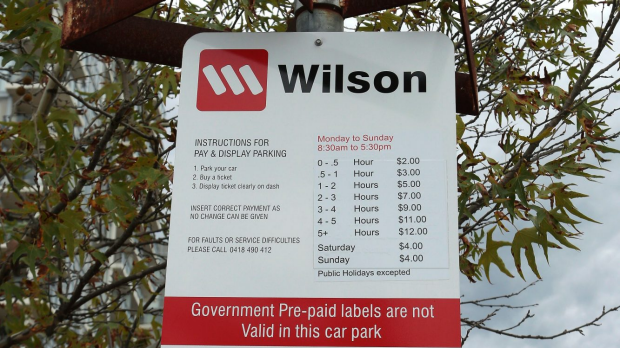 Wilson
INSTRUCTIONS FOR
PAY & DISPLAY PARKING
1. Park your car
2. Buy a ticket
3. Display ticket clearly on dash
INSERT CORRECT PAYMENT AS
NO CHANGE CAN BE GIVEN
FOR FAULTS OR SERVICE DIFFICULTIES
PLEASE CALL 0418 490 412
Monday to Sunday
8:30am to 5:30pm
0 - .5 Hour $2.00
.5 - 1 Hour $3.00
1 - 2 Hours $5.00
2 - 3 Hours $7.00
3 - 4 Hours $9.00
4 - 5 Hours $11.00
5+ Hours $12.00
Saturday $4.00
Sunday $4.00
Public Holidays excepted
Government Pre-paid labels are not
Valid in this car park